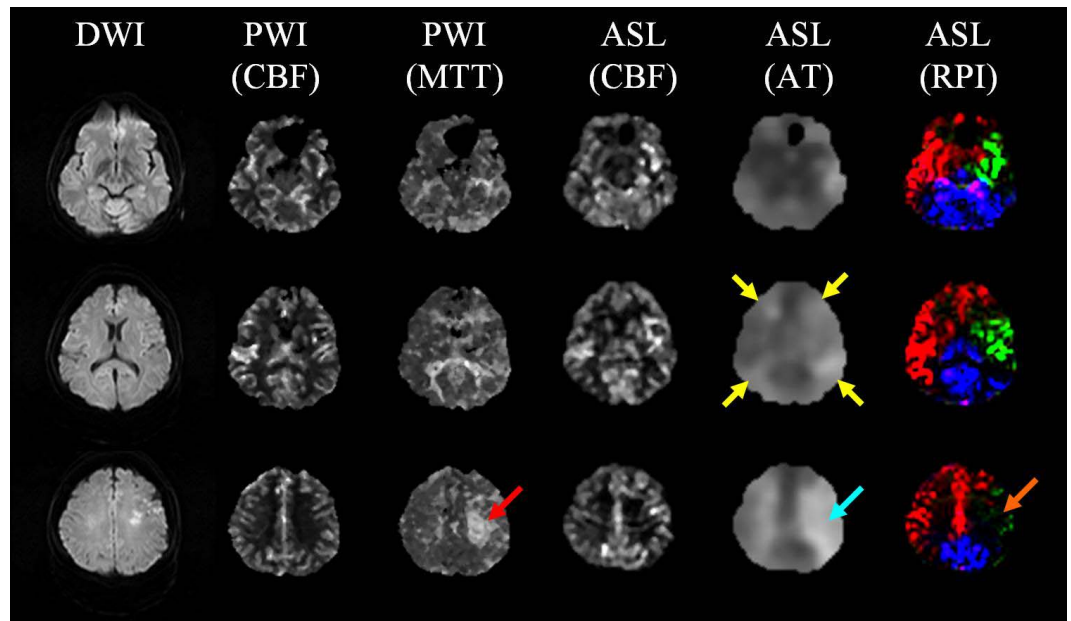 DWI PWI PWI ASL ASL ASL
(CBF) (MTT) (CBF) (AT) (RPI)